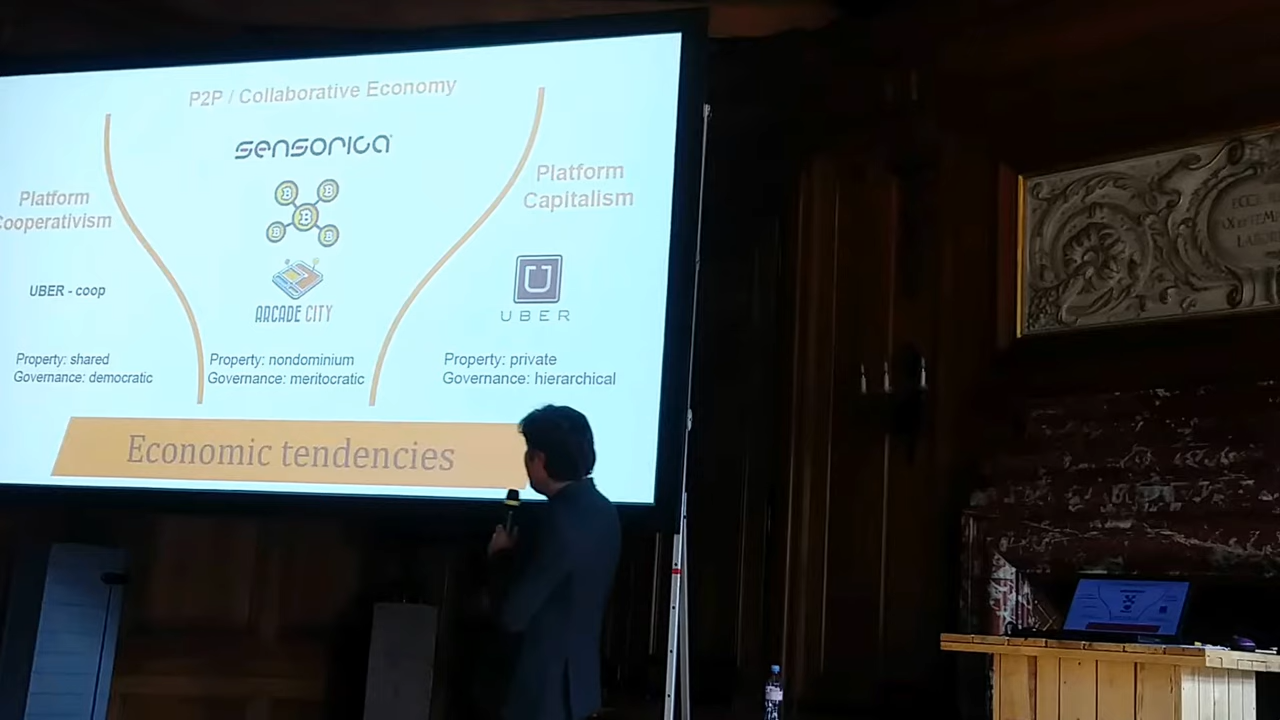 P2P / Collaborative Economy
sensorica
Platform
Cooperativism
Platform
Capitalism
UBER - coop
ARCADE CITY
UBER
Property: shared
Governance: democratic
Property: nondominium
Governance: meritocratic
Property: private
Governance: hierarchical
Economic tendencies